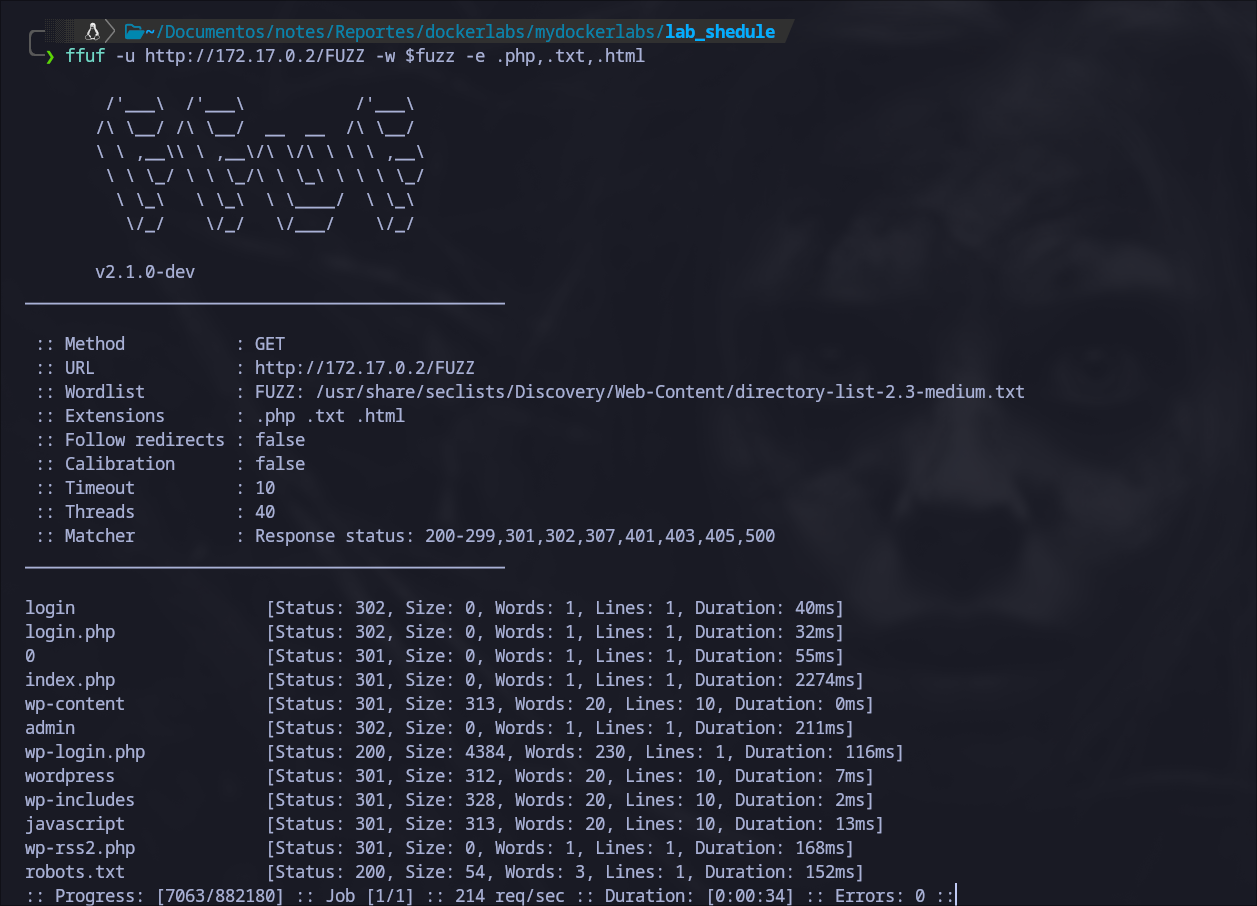 ~/Documentos/notes/Reportes/dockerlabs/mydockerlabs/lab_shedule
❯ ffuf -u http://172.17.0.2/FUZZ -w $fuzz -e .php,.txt,.html
        /'___\  /'___\           /'___\
       /\ \__/ /\ \__/  __  __  /\ \__/
       \ \ ,__\\ \ ,__\/\ \/\ \ \ \ ,__\
        \ \ \_/ \ \ \_/\ \ \_\ \ \ \ \_/
         \ \_\   \ \_\  \ \____/  \ \_\
          \/_/    \/_/   \/___/    \/_/
v2.1.0-dev
________________________________________________
:: Method           : GET
:: URL              : http://172.17.0.2/FUZZ
:: Wordlist         : FUZZ: /usr/share/seclists/Discovery/Web-Content/directory-list-2.3-medium.txt
:: Extensions       : .php .txt .html
:: Follow redirects : false
:: Calibration      : false
:: Timeout          : 10
:: Threads          : 40
:: Matcher          : Response status: 200-299,301,302,307,401,403,405,500
________________________________________________
login                   [Status: 302, Size: 0, Words: 1, Lines: 1, Duration: 40ms]
login.php               [Status: 302, Size: 0, Words: 1, Lines: 1, Duration: 32ms]
0                       [Status: 301, Size: 0, Words: 1, Lines: 1, Duration: 55ms]
index.php               [Status: 301, Size: 0, Words: 1, Lines: 1, Duration: 2274ms]
wp-content              [Status: 301, Size: 313, Words: 20, Lines: 10, Duration: 0ms]
admin                   [Status: 302, Size: 0, Words: 1, Lines: 1, Duration: 211ms]
wp-login.php            [Status: 200, Size: 4384, Words: 230, Lines: 1, Duration: 116ms]
wordpress               [Status: 301, Size: 312, Words: 20, Lines: 10, Duration: 7ms]
wp-includes             [Status: 301, Size: 328, Words: 20, Lines: 10, Duration: 2ms]
javascript              [Status: 301, Size: 313, Words: 20, Lines: 10, Duration: 13ms]
wp-rss2.php             [Status: 301, Size: 0, Words: 1, Lines: 1, Duration: 168ms]
robots.txt              [Status: 200, Size: 54, Words: 3, Lines: 1, Duration: 152ms]
:: Progress: [7063/882180] :: Job [1/1] :: 214 req/sec :: Duration: [0:00:34] :: Errors: 0 ::